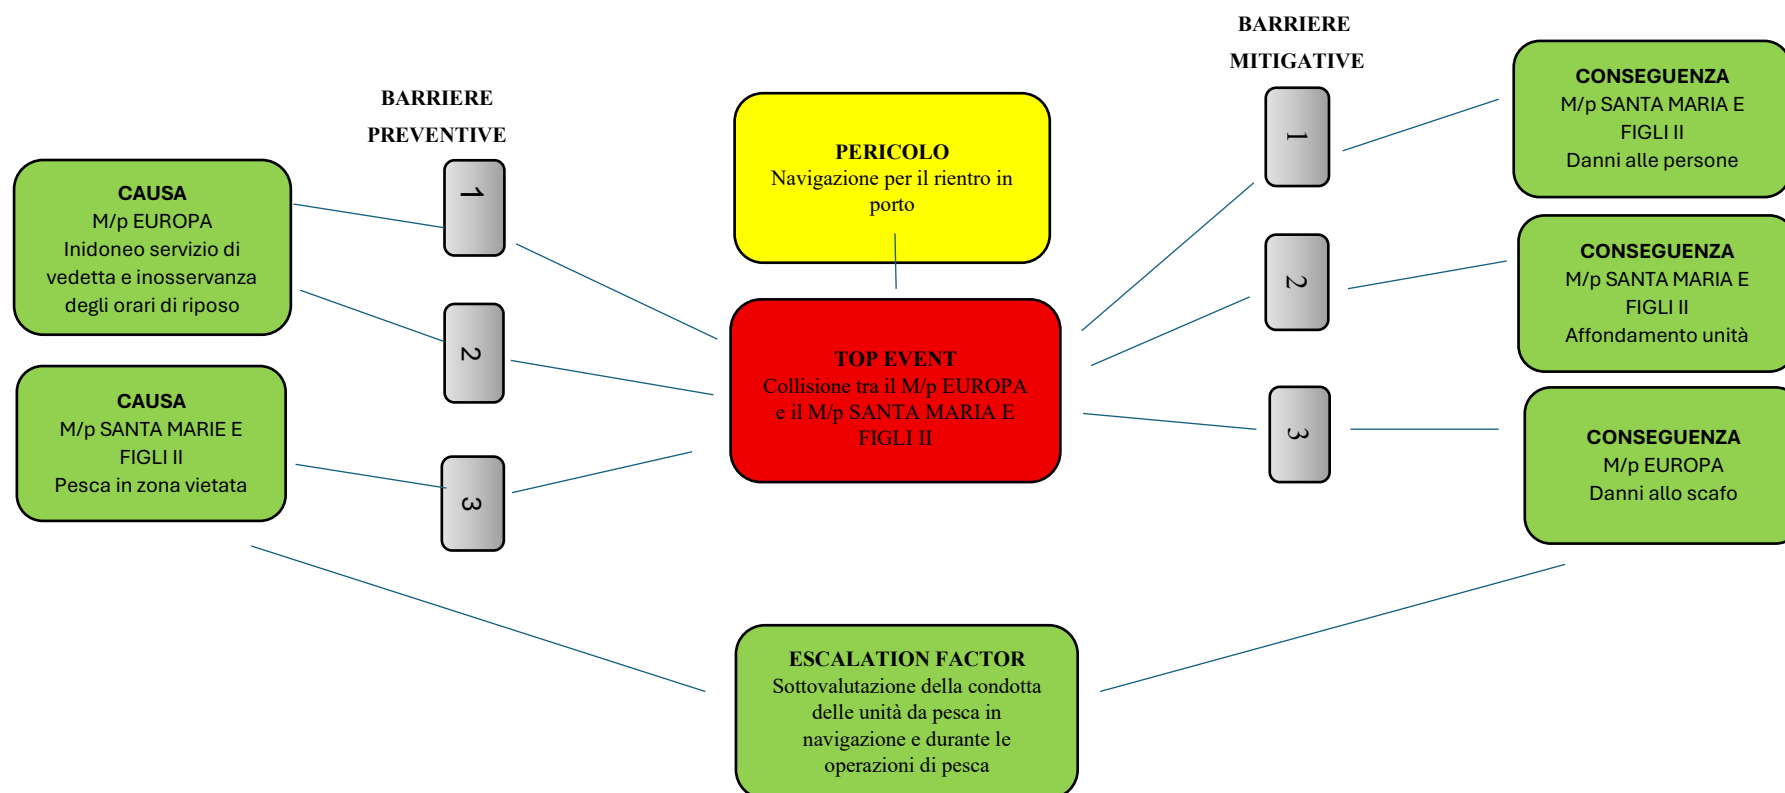 BARRIERE
PREVENTIVE
BARRIERE
MITIGATIVE
CAUSA
M/p EUROPA
Inidoneo servizio di
vedetta e inosservanza
degli orari di riposo
CAUSA
M/p SANTA MARIE E
FIGLI II
Pesca in zona vietata
1
2
3
PERICOLO
Navigazione per il rientro in
porto
TOP EVENT
Collisione tra il M/p EUROPA
e il M/p SANTA MARIA E
FIGLI II
1
2
3
CONSEGUENZA
M/p SANTA MARIA E
FIGLI II
Danni alle persone
CONSEGUENZA
M/p SANTA MARIA E
FIGLI II
Affondamento unità
CONSEGUENZA
M/p EUROPA
Danni allo scafo
ESCALATION FACTOR
Sottovalutazione della condotta
delle unità da pesca in
navigazione e durante le
operazioni di pesca